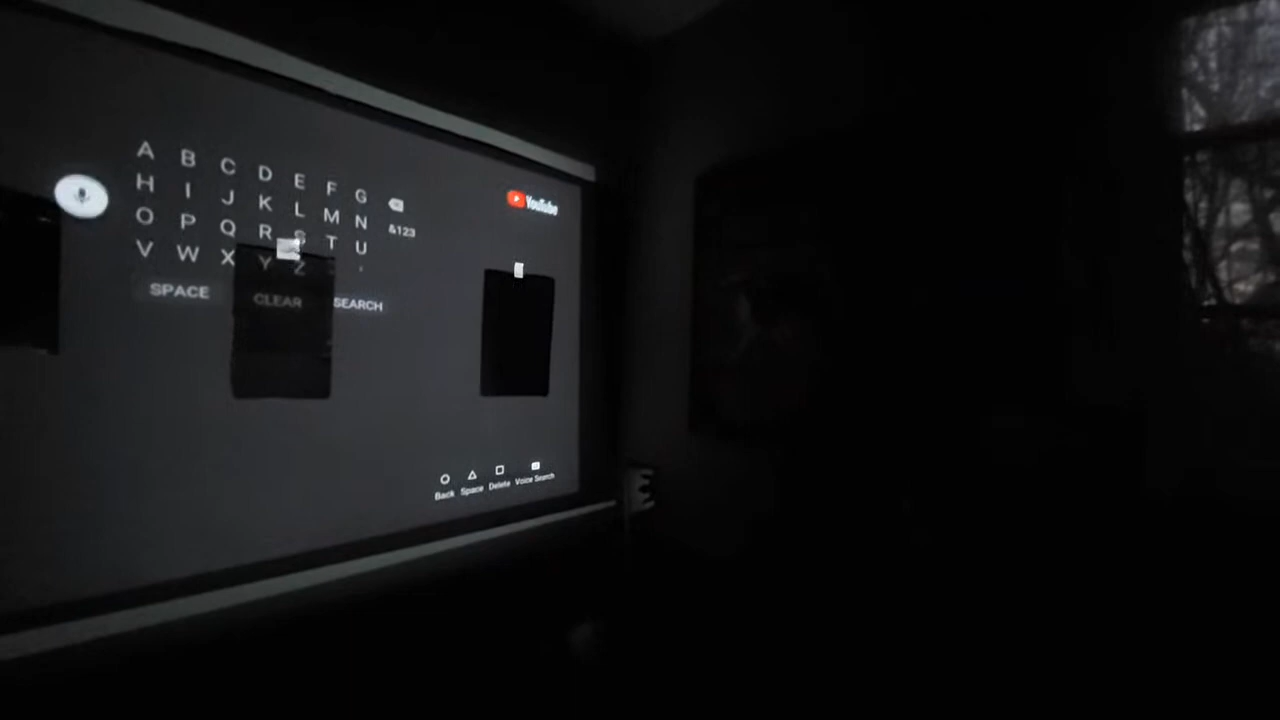 A B C D E F G
H I J K L M N &123
O P Q R S T U
V W X Y Z '
SPACE CLEAR SEARCH
YouTube
Back Space Delete Voice Search